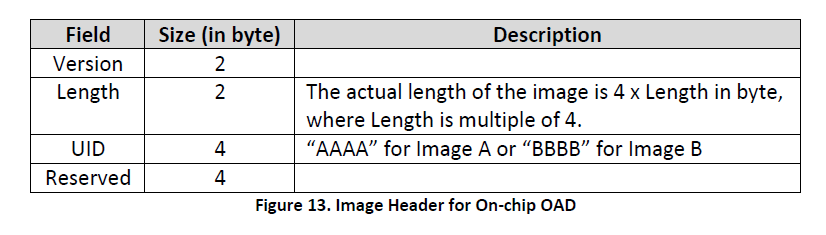 Field Size (in byte) Description
Version 2
Length 2 The actual length of the image is 4 x Length in byte,
where Length is multiple of 4.
UID 4 “AAAA” for Image A or “BBBB” for Image B
Reserved 4
Figure 13. Image Header for On-chip OAD